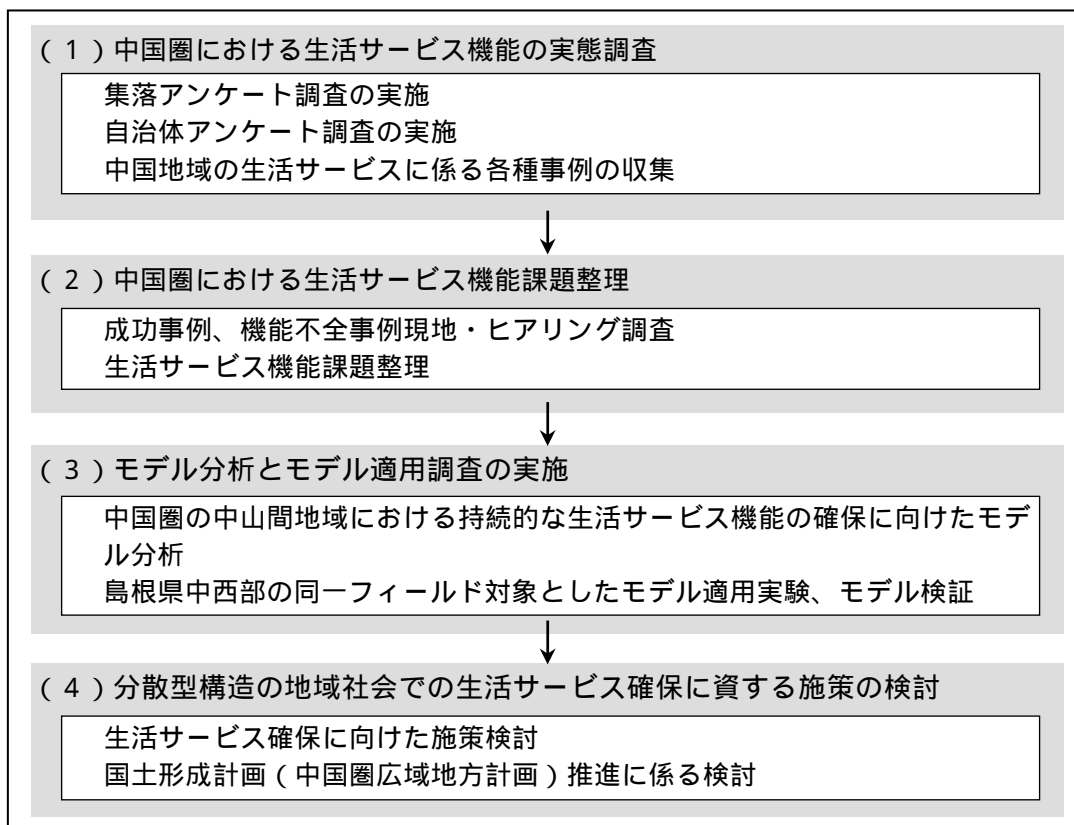 (1)中国圏における生活サービス機能の実態調査
集落アンケート調査の実施
自治体アンケート調査の実施
中国地域の生活サービスに係る各種事例の収集
(2)中国圏における生活サービス機能課題整理
成功事例、機能不全事例現地・ヒアリング調査
生活サービス機能課題整理
(3)モデル分析とモデル適用調査の実施
中国圏の中山間地域における持続的な生活サービス機能の確保に向けたモデ
ル分析
島根県中西部の同一フィールド対象としたモデル適用実験、モデル検証
(4)分散型構造の地域社会での生活サービス確保に資する施策の検討
生活サービス確保に向けた施策検討
国土形成計画(中国圏広域地方計画)推進に係る検討